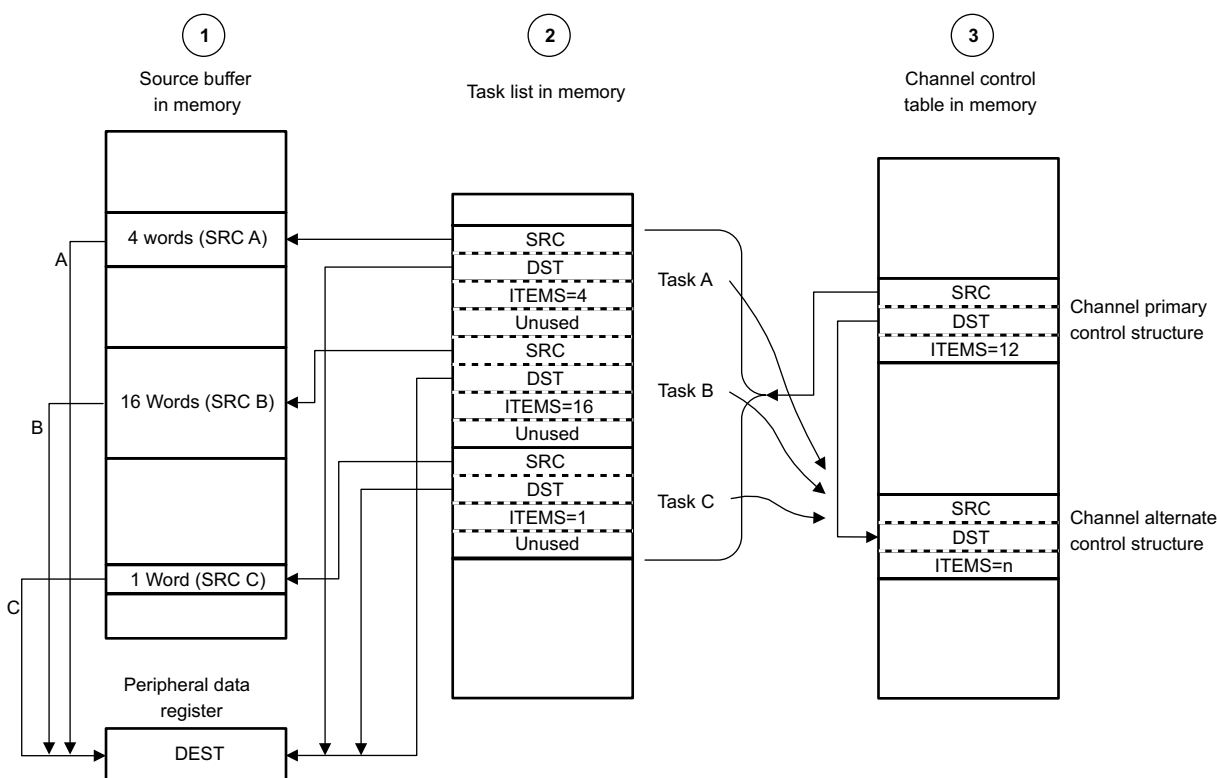 1
Source buffer
in memory
4 words (SRC A)
16 Words (SRC B)
1 Word (SRC C)
A
B
C
Peripheral data
register
DEST
2
Task list in memory
SRC
DST
ITEMS=4
Unused
SRC
DST
ITEMS=16
Unused
SRC
DST
ITEMS=1
Unused
Task A
Task B
Task C
3
Channel control
table in memory
SRC
DST
ITEMS=12
Channel primary
control structure
SRC
DST
ITEMS=n
Channel alternate
control structure